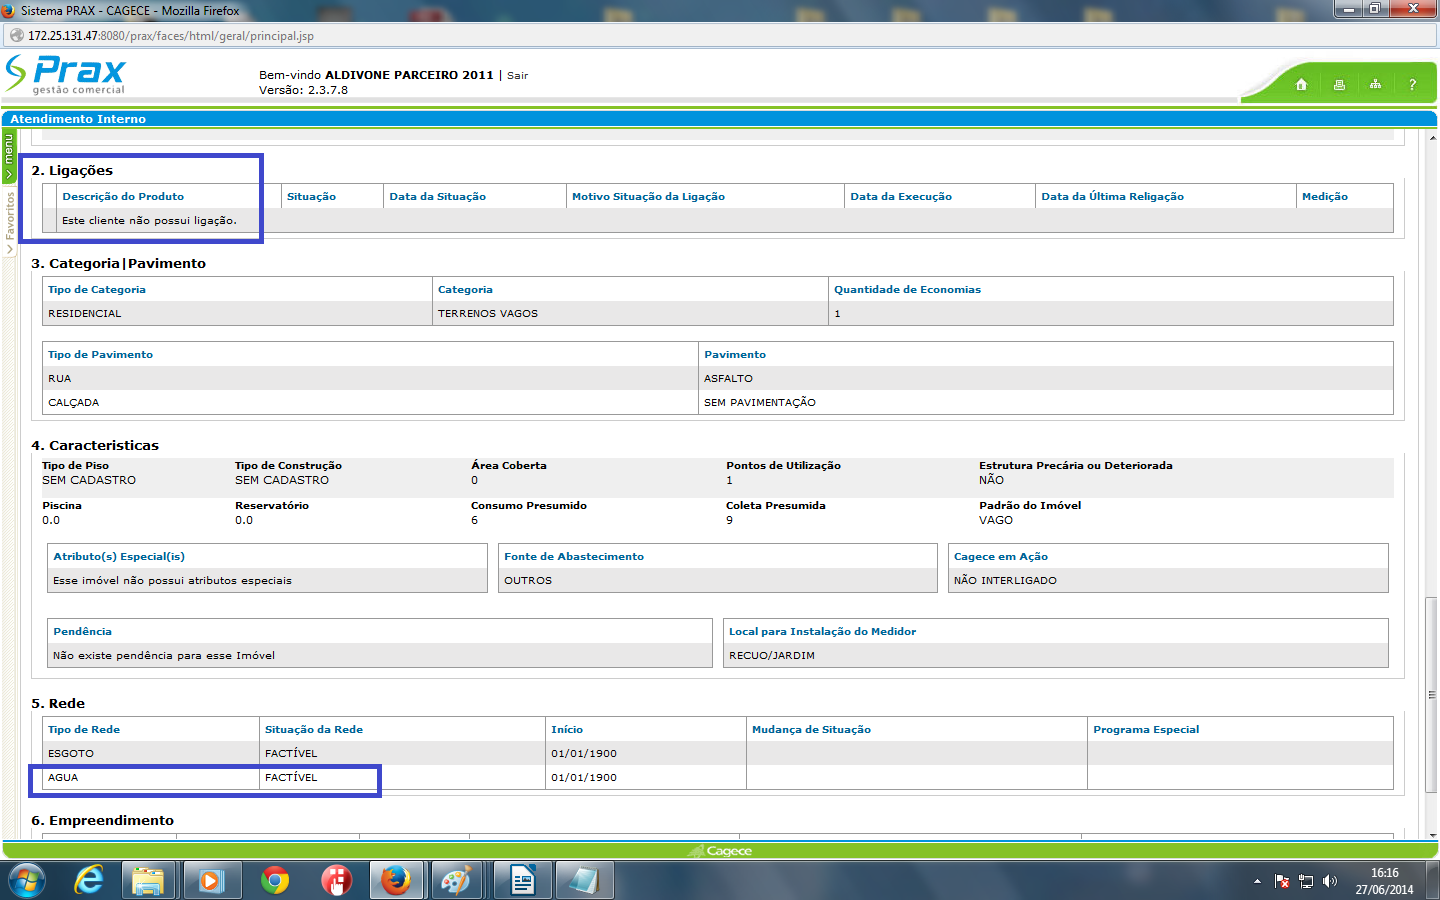 Sistema PRAX - CAGECE - Mozilla Firefox
172.25.131.47:8080/prax/faces/html/geral/principal.jsp
Prax
gestão comercial
Bem-vindo ALDIVONE PARCEIRO 2011 | Sair
Versão: 2.3.7.8
?
Atendimento Interno
menu
Favoritos
2. Ligações
Descrição do Produto Situação Data da Situação Motivo Situação da Ligação Data da Execução Data da Última Religação Medição
Este cliente não possui ligação.
3. Categoria|Pavimento
Tipo de Categoria Categoria Quantidade de Economias
RESIDENCIAL TERRENOS VAGOS 1
Tipo de Pavimento Pavimento
RUA ASFALTO
CALÇADA SEM PAVIMENTAÇÃO
4. Caracteristicas
Tipo de Piso Tipo de Construção Área Coberta Pontos de Utilização Estrutura Precária ou Deteriorada
SEM CADASTRO SEM CADASTRO 0 1 NÃO
Piscina Reservatório Consumo Presumido Coleta Presumida Padrão do Imóvel
0.0 0.0 6 9 VAGO
Atributo(s) Especial(is) Fonte de Abastecimento Cagece em Ação
Esse imóvel não possui atributos especiais OUTROS NÃO INTERLIGADO
Pendência Local para Instalação do Medidor
Não existe pendência para esse Imóvel RECUO/JARDIM
5. Rede
Tipo de Rede Situação da Rede Início Mudança de Situação Programa Especial
ESGOTO FACTÍVEL 01/01/1900
AGUA FACTÍVEL 01/01/1900
6. Empreendimento
Cagece
16:16
27/06/2014